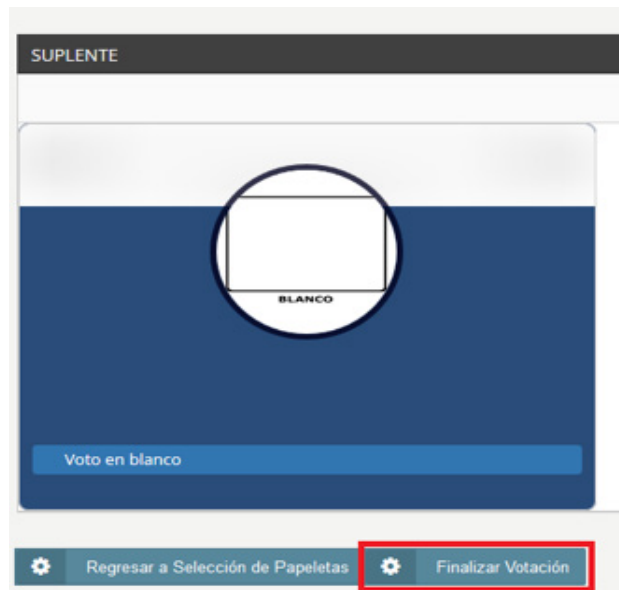 SUPLENTE
BLANCO
Voto en blanco
Regresar a Selección de Papeletas Finalizar Votación